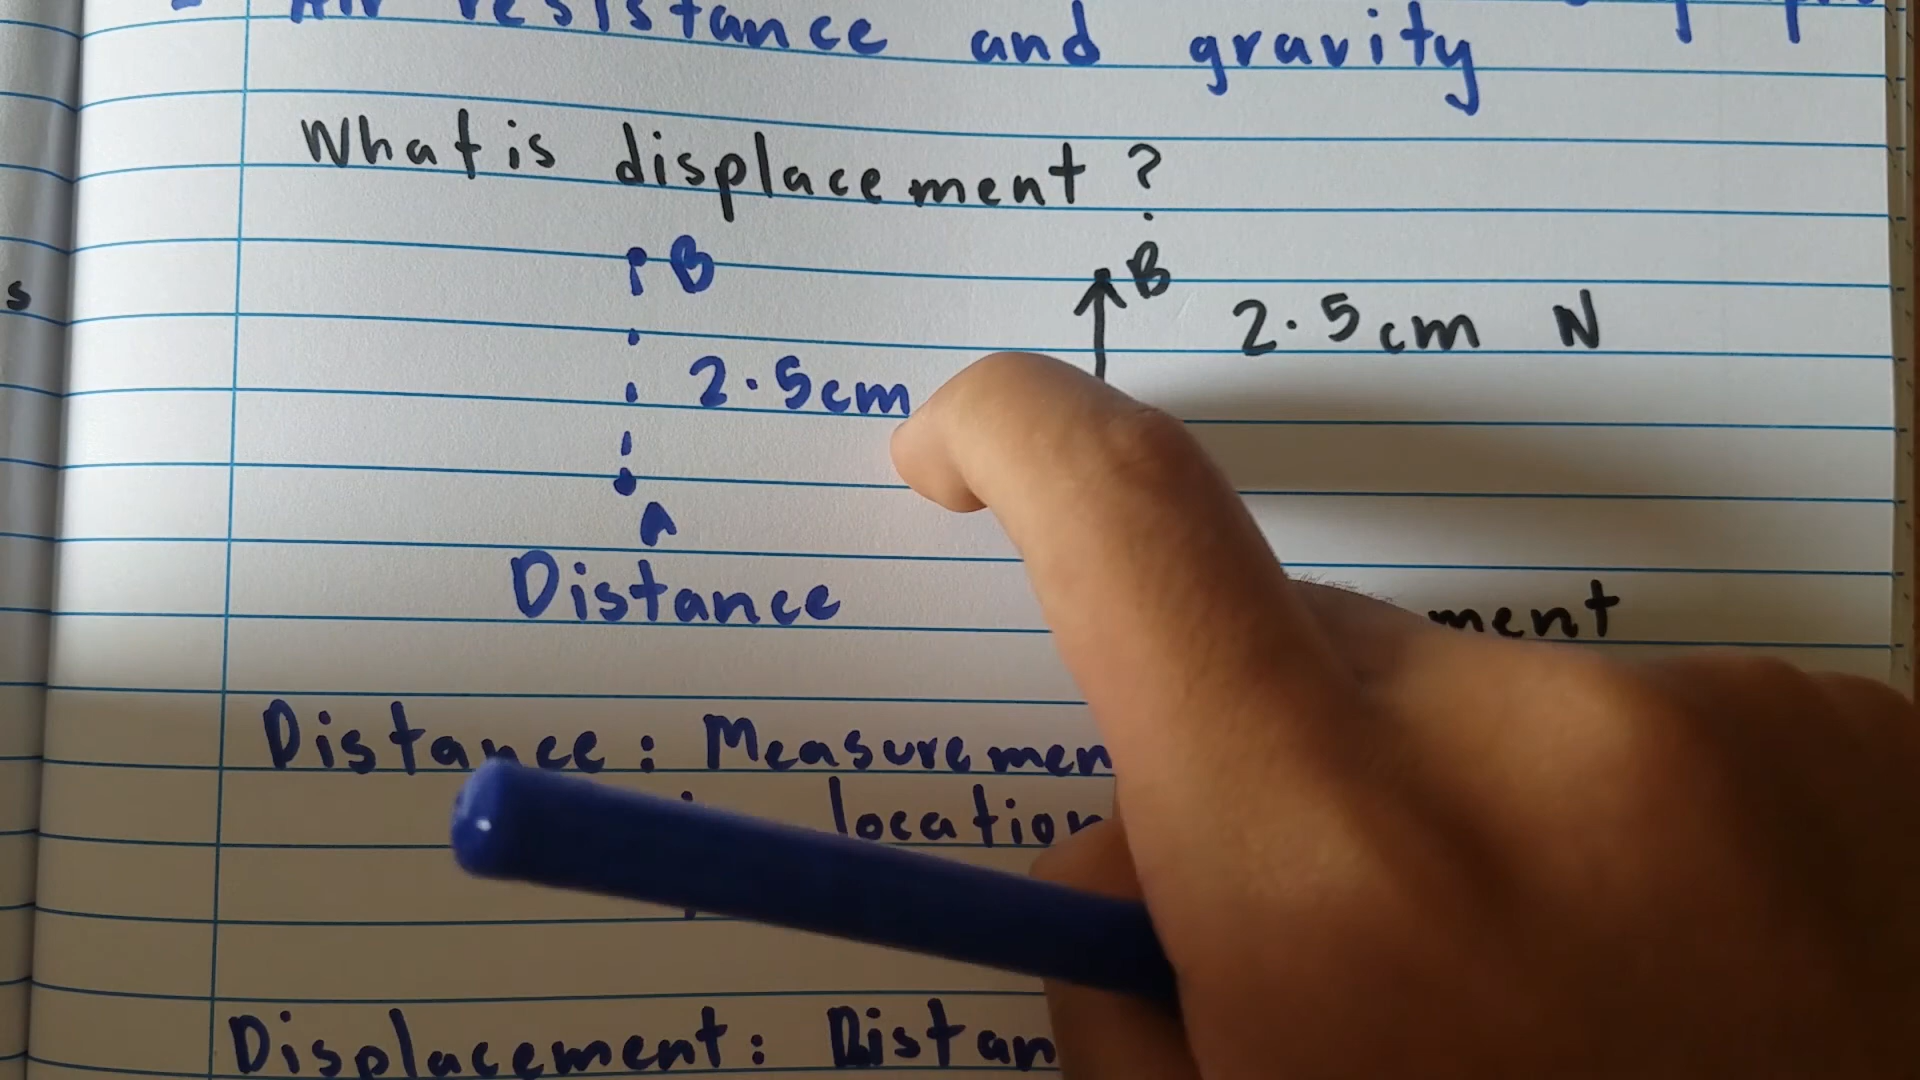 resistance and gravity
What is displacement?
B
B
2.5cm N
2.5cm
A
Distance
ment
Distance: Measuremen
location
Displacement: Distan
s